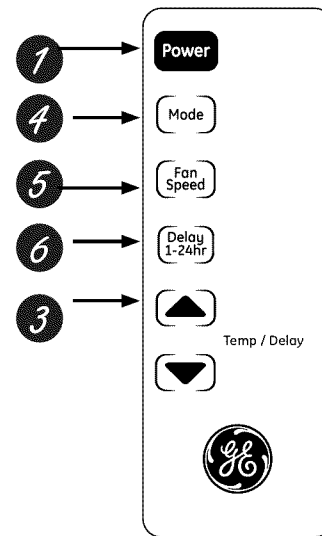 1
Power
4
Mode
5
Fan
Speed
6
Delay
1-24hr
3
Temp / Delay
GE